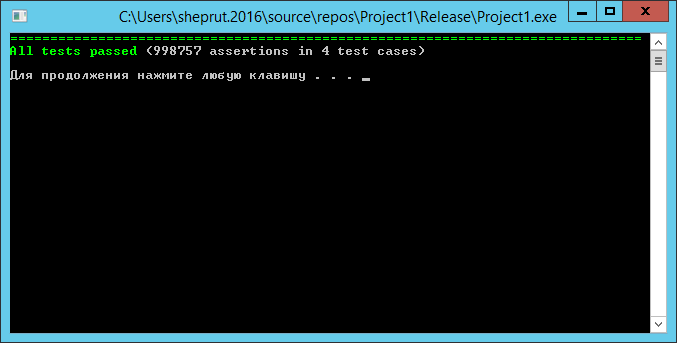 C:\Users\sheprut.2016\source\repos\Project1\Release\Project1.exe
===============================================================================
All tests passed (998757 assertions in 4 test cases)
Для продолжения нажмите любую клавишу . . . _